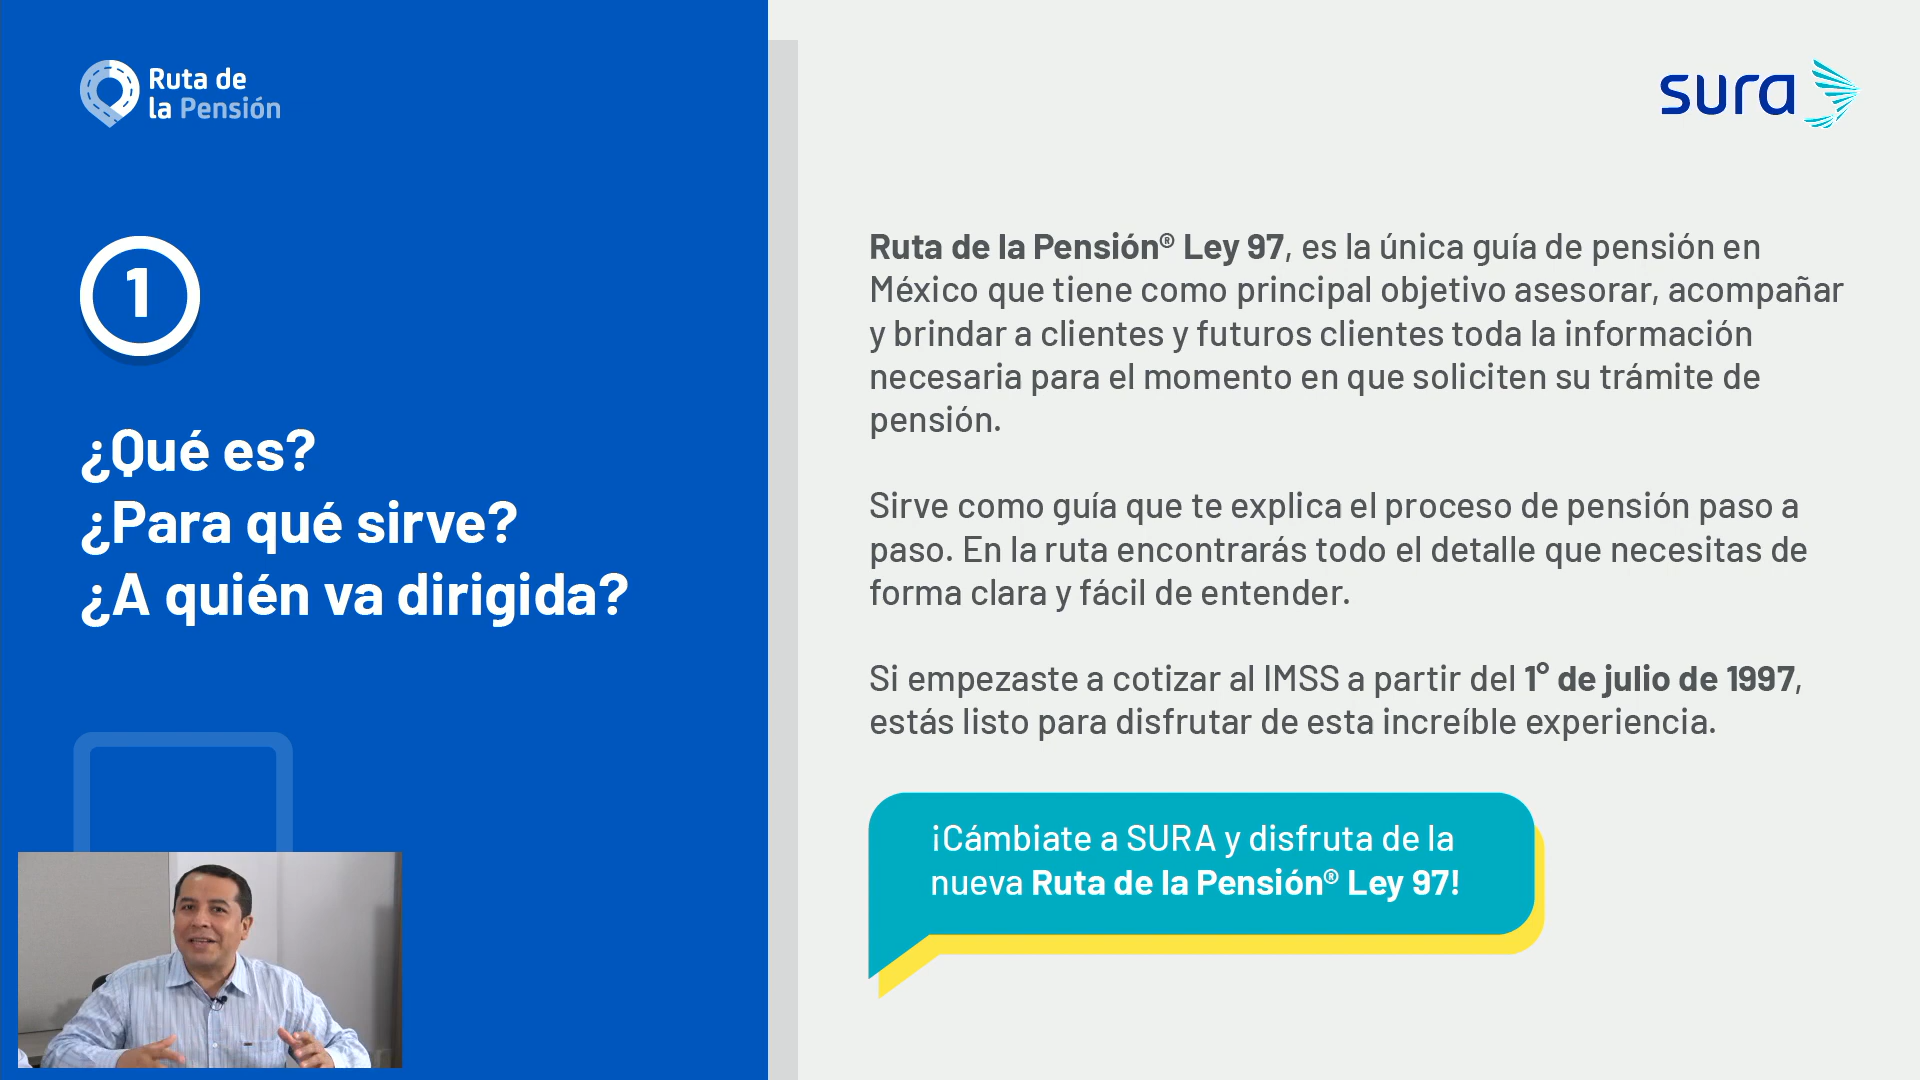 Ruta de
la Pensión
sura
1
¿Qué es?
¿Para qué sirve?
¿A quién va dirigida?
Ruta de la Pensión® Ley 97, es la única guía de pensión en
México que tiene como principal objetivo asesorar, acompañar
y brindar a clientes y futuros clientes toda la información
necesaria para el momento en que soliciten su trámite de
pensión.
Sirve como guía que te explica el proceso de pensión paso a
paso. En la ruta encontrarás todo el detalle que necesitas de
forma clara y fácil de entender.
Si empezaste a cotizar al IMSS a partir del 1° de julio de 1997,
estás listo para disfrutar de esta increíble experiencia.
¡Cámbiate a SURA y disfruta de la
nueva Ruta de la Pensión® Ley 97!